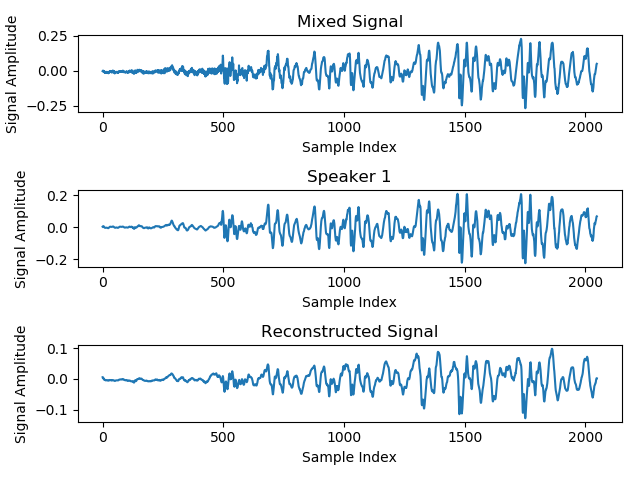 Mixed Signal
0.25
0.00
−0.25
Signal Amplitude
0 500 1000 1500 2000
Sample Index
Speaker 1
0.2
0.0
−0.2
Signal Amplitude
0 500 1000 1500 2000
Sample Index
Reconstructed Signal
0.1
0.0
−0.1
Signal Amplitude
0 500 1000 1500 2000
Sample Index